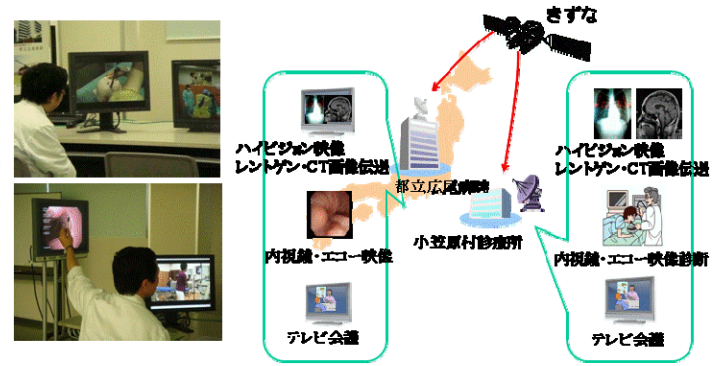 きずな
ハイビジョン映像
レントゲン・CT画像伝送
内視鏡・エコー映像
テレビ会議
都立広尾病院
小笠原村診療所
ハイビジョン映像
レントゲン・CT画像伝送
内視鏡・エコー映像診断
テレビ会議